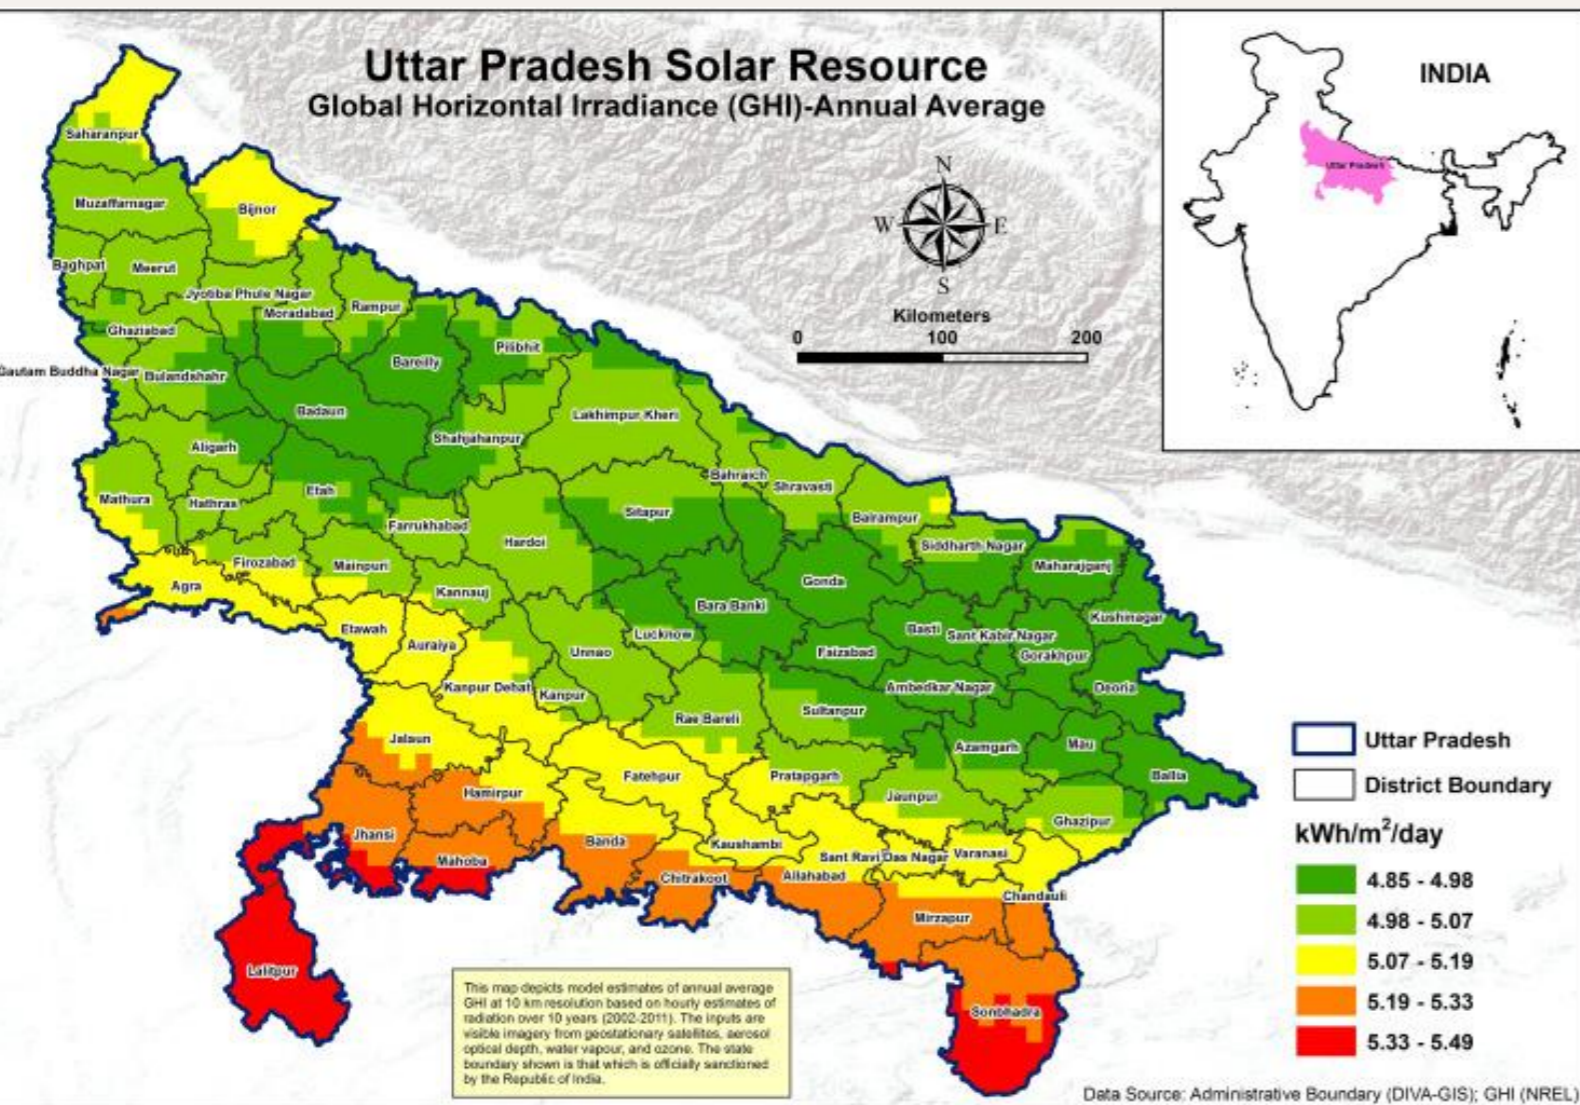 Uttar Pradesh Solar Resource
Global Horizontal Irradiance (GHI)-Annual Average
INDIA
Uttar Pradesh
N
W
E
S
Kilometers
0
100
200
Saharanpur
Muzaffarnagar
Bijnor
Baghpat
Meerut
Jyotiba Phule Nagar
Moradabad
Rampur
Ghaziabad
Bareilly
Pilibhit
Gautam Buddha Nagar
Bulandshahr
Badaun
Lakhimpur Kheri
Shahjahanpur
Aligarh
Bahraich
Shravasti
Mathura
Hathras
Etah
Sitapur
Balrampur
Farrukhabad
Hardoi
Siddharth Nagar
Firozabad
Mainpuri
Maharajganj
Agra
Kannauj
Gonda
Bara Banki
Kushinagar
Etawah
Auraiya
Lucknow
Basti
Sant Kabir Nagar
Unnao
Faizabad
Gorakhpur
Kanpur Dehat
Kanpur
Ambedkar Nagar
Deoria
Rae Bareli
Sultanpur
Jalaun
Azamgarh
Mau
Fatehpur
Pratapgarh
Ballia
Hamirpur
Jaunpur
Ghazipur
Jhansi
Banda
Kaushambi
Mahoba
Sant Ravi Das Nagar
Varanasi
Chitrakoot
Allahabad
Chandauli
Mirzapur
Lalitpur
Sonbhadra
Uttar Pradesh
District Boundary
kWh/m²/day
4.85 - 4.98
4.98 - 5.07
5.07 - 5.19
5.19 - 5.33
5.33 - 5.49
This map depicts model estimates of annual average
GHI at 10 km resolution based on hourly estimates of
radiation over 10 years (2002-2011). The inputs are
visible imagery from geostationary satellites, aerosol
optical depth, water vapour, and ozone. The state
boundary shown is that which is officially sanctioned
by the Republic of India.
Data Source: Administrative Boundary (DIVA-GIS); GHI (NREL)